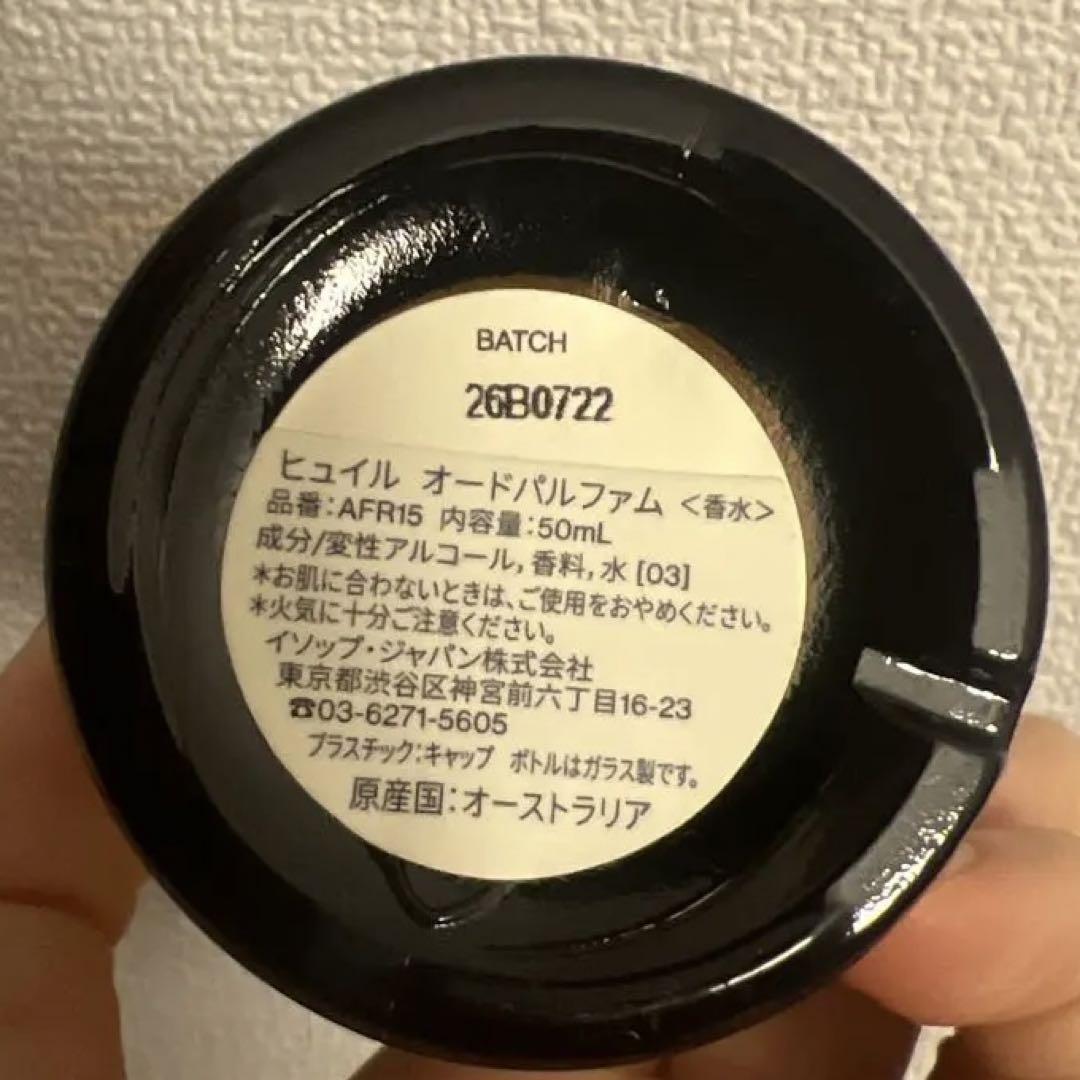 BATCH
26B0722
ヒュイル オードパルファム <香水>
品番:AFR15 内容量:50mL
成分/変性アルコール, 香料, 水 [03]
*お肌に合わないときは、ご使用をおやめください。
*火気に十分ご注意ください。
イソップ・ジャパン株式会社
東京都渋谷区神宮前六丁目16-23
☎03-6271-5605
プラスチック:キャップ ボトルはガラス製です。
原産国:オーストラリア